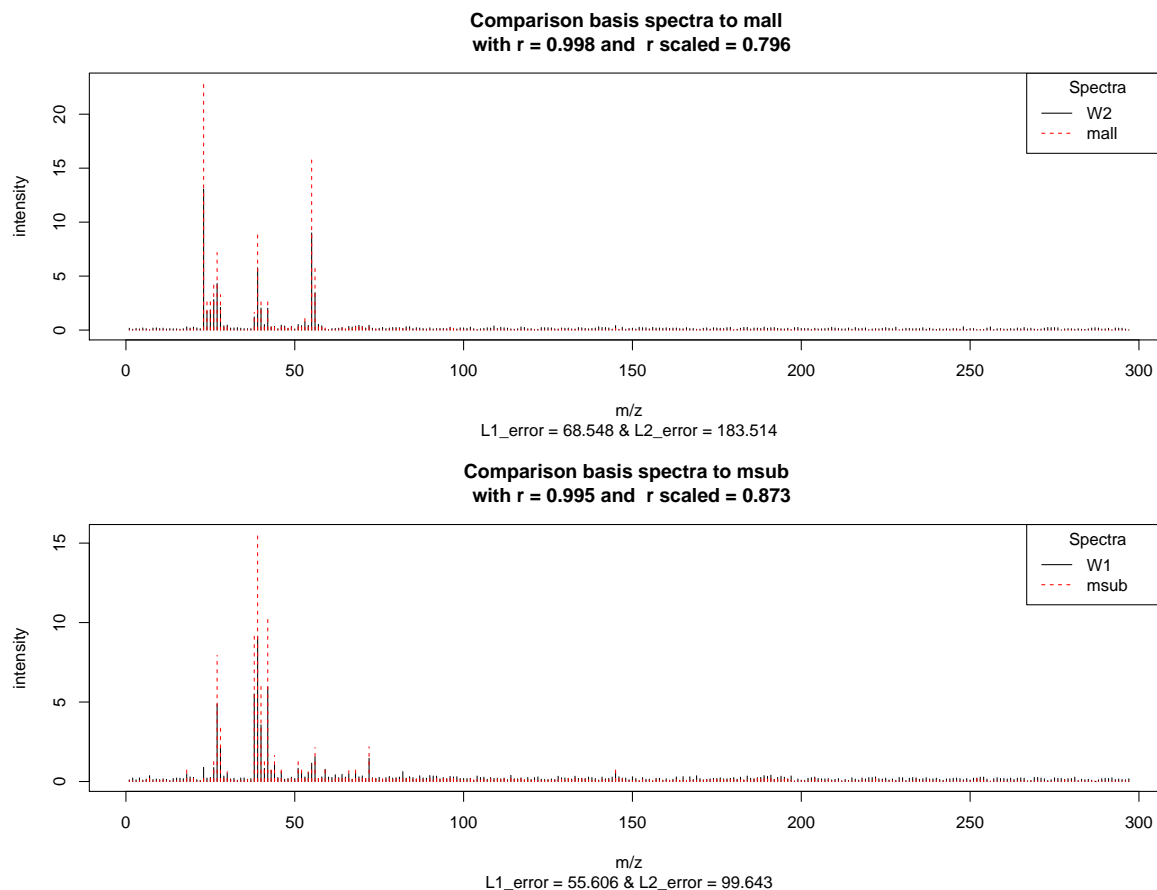 Comparison basis spectra to mall
with r = 0.998 and r scaled = 0.796
Spectra
W2
mall
intensity
20
15
10
5
0
0 50 100 150 200 250 300
m/z
L1_error = 68.548 & L2_error = 183.514
Comparison basis spectra to msub
with r = 0.995 and r scaled = 0.873
Spectra
W1
msub
intensity
15
10
5
0
0 50 100 150 200 250 300
m/z
L1_error = 55.606 & L2_error = 99.643